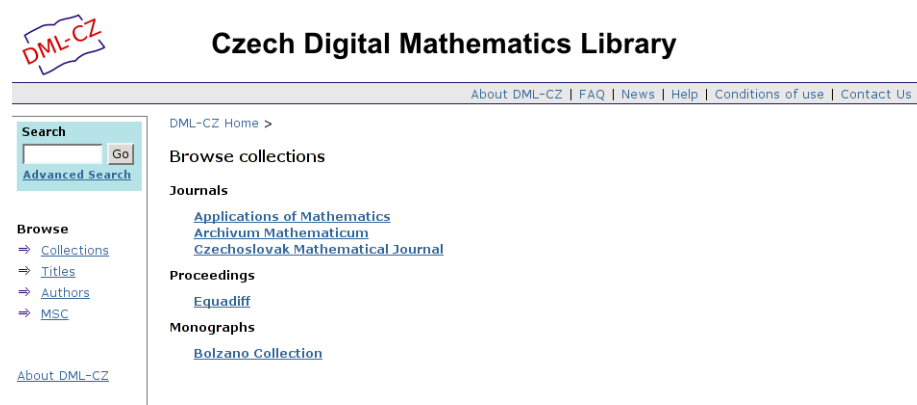 DML-CZ
Czech Digital Mathematics Library
About DML-CZ | FAQ | News | Help | Conditions of use | Contact Us
Search
Go
Advanced Search
Browse
⇒ Collections
⇒ Titles
⇒ Authors
⇒ MSC
About DML-CZ
DML-CZ Home >
Browse collections
Journals
Applications of Mathematics
Archivum Mathematicum
Czechoslovak Mathematical Journal
Proceedings
Equadiff
Monographs
Bolzano Collection